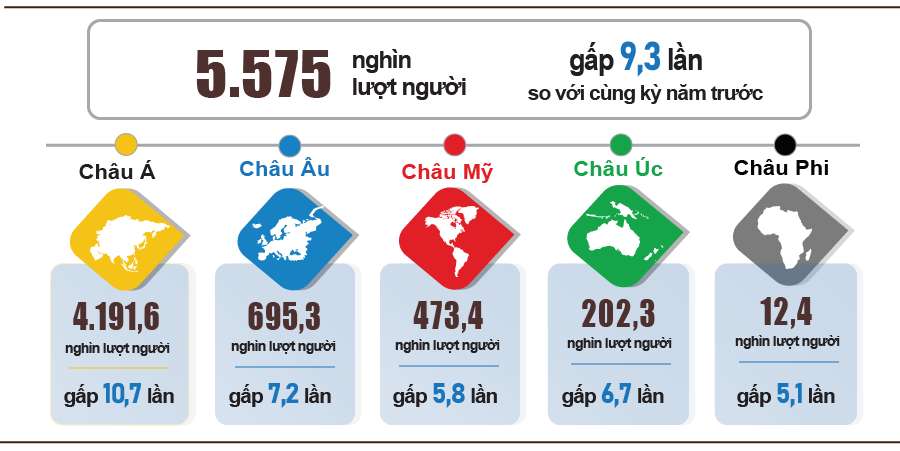 5.575
nghìn
lượt người
gấp 9,3 lần
so với cùng kỳ năm trước
Châu Á
Châu Âu
Châu Mỹ
Châu Úc
Châu Phi
4.191,6
nghìn lượt người
gấp 10,7 lần
695,3
nghìn lượt người
gấp 7,2 lần
473,4
nghìn lượt người
gấp 5,8 lần
202,3
nghìn lượt người
gấp 6,7 lần
12,4
nghìn lượt người
gấp 5,1 lần